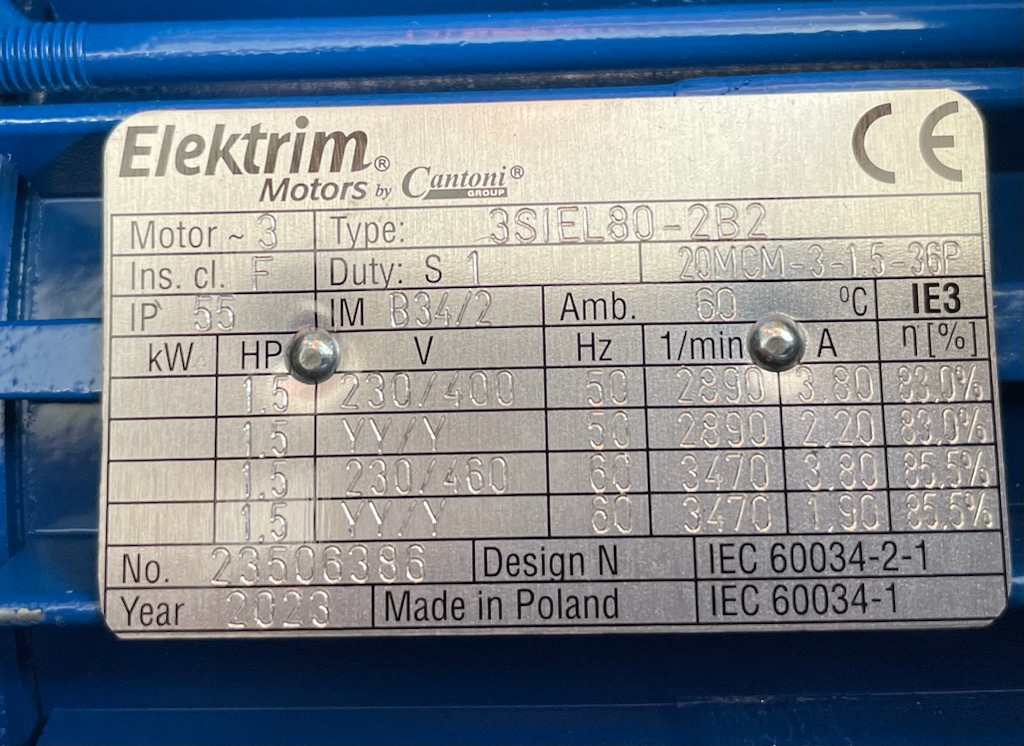 Elektrim®
Motors by Cantoni® GROUP
CE
Motor ~ 3 Type: 3SIEL80-2B2
Ins. cl. F Duty: S 1 20MCM-3-1.5-36P
IP 55 IM B34/2 Amb. 60 ºC IE3
kW HP V Hz 1/min A η [%]
1.5 230/400 50 2890 3.80 83.0%
1.5 YY/Y 50 2890 2.20 83.0%
1.5 230/460 60 3470 3.80 85.5%
1.5 YY/Y 60 3470 1.90 85.5%
No. 23506386 Design N IEC 60034-2-1
Year 2023 Made in Poland IEC 60034-1